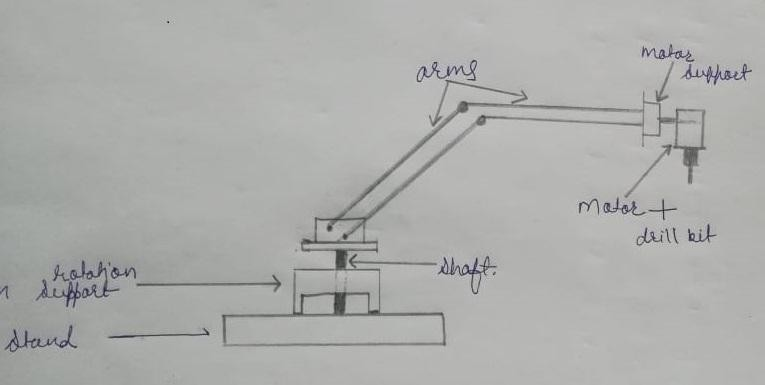 arms
motor
support
motor +
drill bit
shaft.
rotation
support
stand